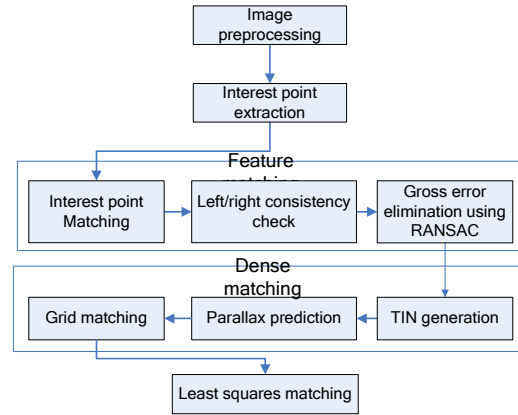 Image
preprocessing
Interest point
extraction
Feature
matching
Interest point
Matching
Left/right consistency
check
Gross error
elimination using
RANSAC
Dense
matching
Grid matching
Parallax prediction
TIN generation
Least squares matching